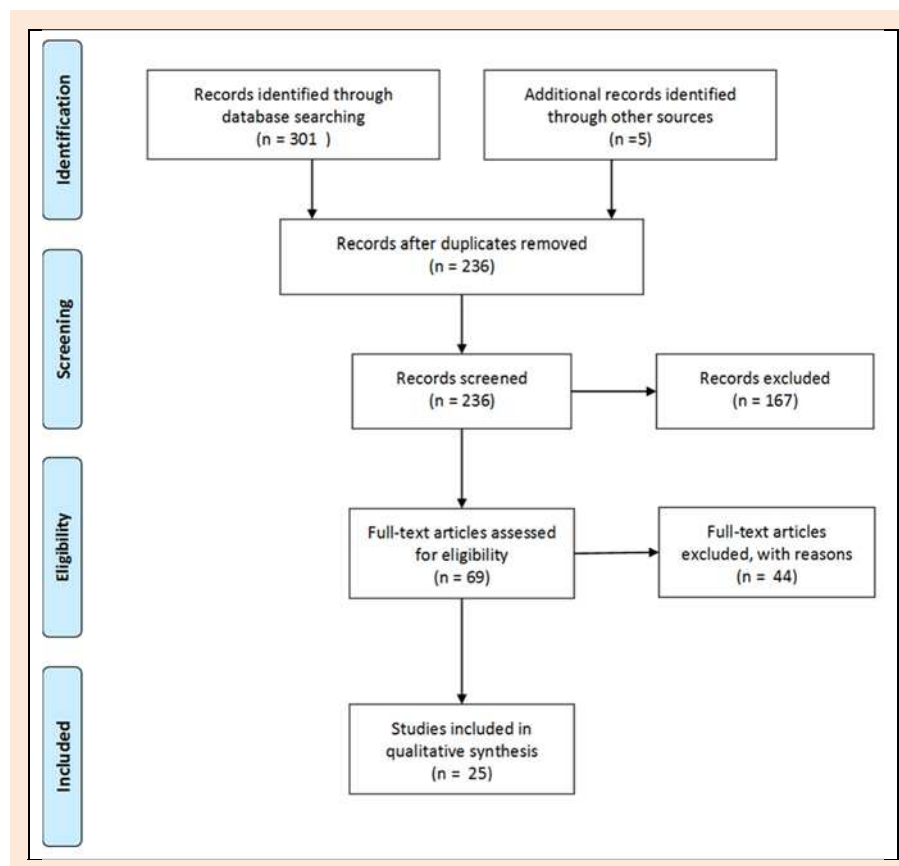 Identification
Records identified through
database searching
(n = 301 )
Additional records identified
through other sources
(n =5)
Records after duplicates removed
(n = 236)
Screening
Records screened
(n = 236)
Records excluded
(n = 167)
Eligibility
Full-text articles assessed
for eligibility
(n = 69)
Full-text articles
excluded, with reasons
(n = 44)
Included
Studies included in
qualitative synthesis
(n = 25)